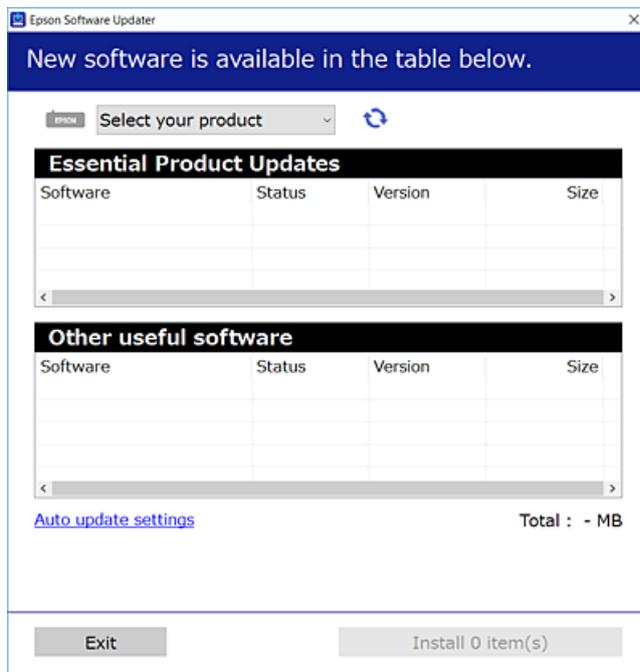 Epson Software Updater
New software is available in the table below.
EPSON Select your product
Essential Product Updates
Software Status Version Size
Other useful software
Software Status Version Size
Auto update settings Total : - MB
Exit Install 0 item(s)